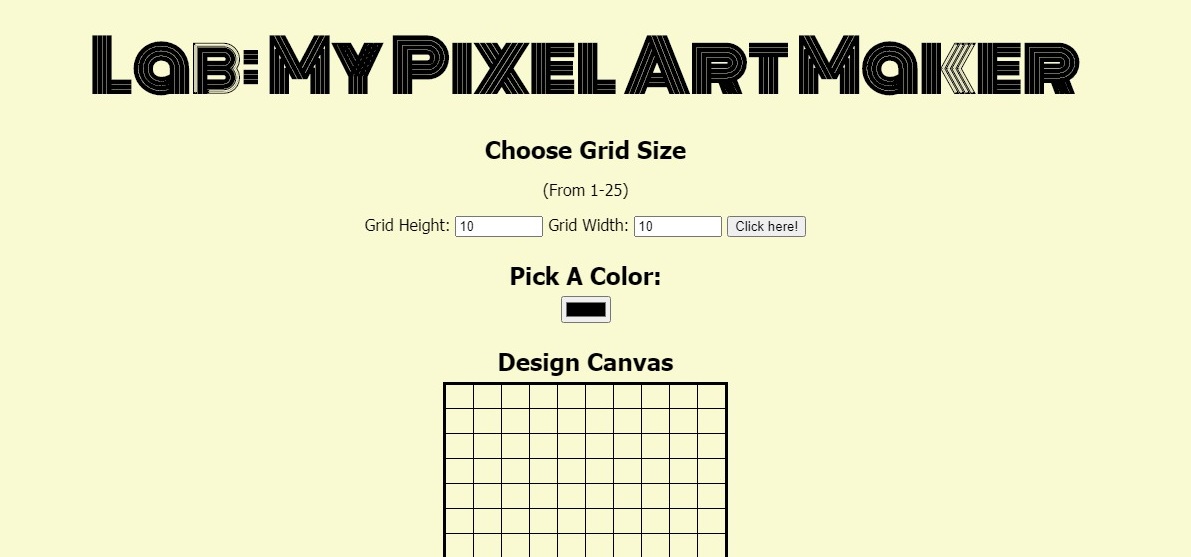 Lab: My Pixel Art Maker
Choose Grid Size
(From 1-25)
Grid Height: 10 Grid Width: 10 Click here!
Pick A Color:
Design Canvas